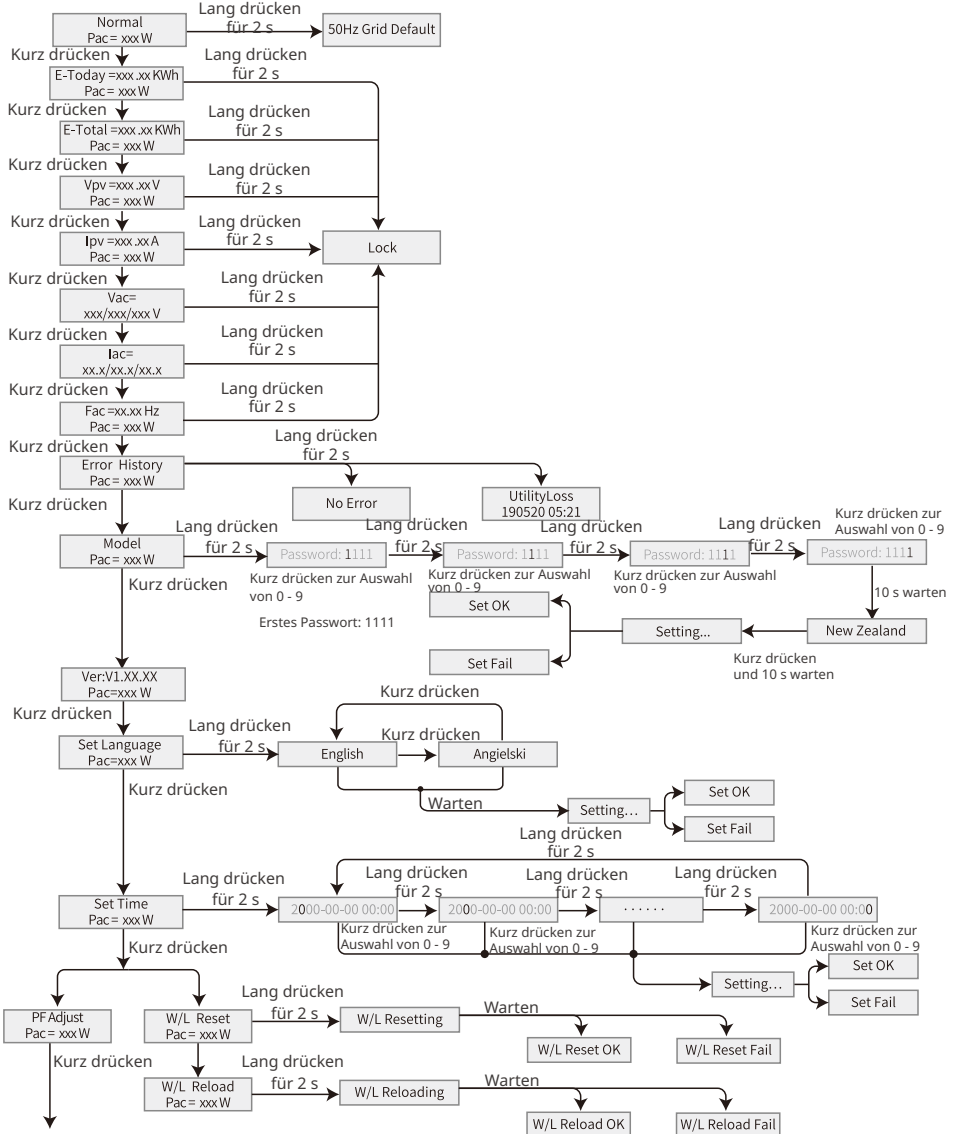 Normal
Pac= xxx W
Lang drücken
für 2 s
50Hz Grid Default
Kurz drücken
E-Today =xxx .xx KWh
Pac= xxx W
Lang drücken
für 2 s
Kurz drücken
E-Total =xxx .xx KWh
Pac= xxx W
Lang drücken
für 2 s
Kurz drücken
Vpv =xxx .xx V
Pac= xxx W
Lang drücken
für 2 s
Kurz drücken
Ipv =xxx .xx A
Pac= xxx W
Lang drücken
für 2 s
Lock
Kurz drücken
Vac=
xxx/xxx/xxx V
Lang drücken
für 2 s
Kurz drücken
Iac=
xx.x/xx.x/xx.x
Lang drücken
für 2 s
Kurz drücken
Fac =xx.xx Hz
Pac= xxx W
Lang drücken
für 2 s
Kurz drücken
Error History
Pac= xxx W
Lang drücken
für 2 s
No Error
UtilityLoss
190520 05:21
Kurz drücken
Model
Pac= xxx W
Lang drücken
für 2 s
Password: 1111
Kurz drücken zur Auswahl
von 0 - 9
Erstes Passwort: 1111
Lang drücken
für 2 s
Password: 1111
Kurz drücken zur Auswahl
von 0 - 9
Lang drücken
für 2 s
Password: 1111
Kurz drücken zur Auswahl
von 0 - 9
Lang drücken
für 2 s
Kurz drücken zur
Auswahl von 0 - 9
Password: 1111
10 s warten
New Zealand
Kurz drücken
und 10 s warten
Setting...
Set OK
Set Fail
Kurz drücken
Ver:V1.XX.XX
Pac=xxx W
Kurz drücken
Set Language
Pac=xxx W
Lang drücken
für 2 s
English
Kurz drücken
Kurz drücken
Angielski
Warten
Setting...
Set OK
Set Fail
Kurz drücken
Set Time
Pac= xxx W
Lang drücken
für 2 s
Lang drücken
für 2 s
2000-00-00 00:00
Kurz drücken zur
Auswahl von 0 - 9
Lang drücken
für 2 s
2000-00-00 00:00
Kurz drücken zur
Auswahl von 0 - 9
Lang drücken
für 2 s
......
Lang drücken
für 2 s
2000-00-00 00:00
Kurz drücken zur
Auswahl von 0 - 9
Setting...
Set OK
Set Fail
Kurz drücken
PF Adjust
Pac= xxx W
Kurz drücken
W/L Reset
Pac= xxx W
Lang drücken
für 2 s
W/L Resetting
Warten
W/L Reset OK
W/L Reset Fail
W/L Reload
Pac= xxx W
Lang drücken
für 2 s
W/L Reloading
Warten
W/L Reload OK
W/L Reload Fail